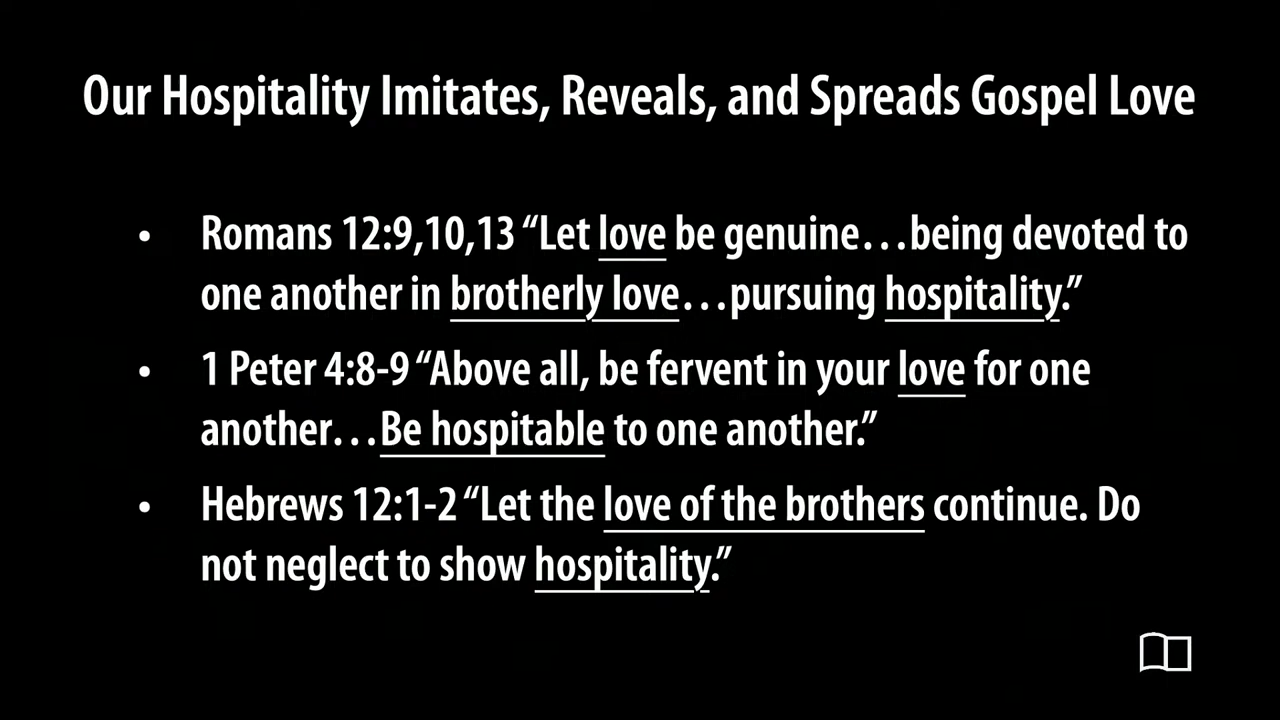 Our Hospitality Imitates, Reveals, and Spreads Gospel Love
• Romans 12:9,10,13 “Let love be genuine…being devoted to
one another in brotherly love…pursuing hospitality.”
• 1 Peter 4:8-9 “Above all, be fervent in your love for one
another…Be hospitable to one another.”
• Hebrews 12:1-2 “Let the love of the brothers continue. Do
not neglect to show hospitality.”